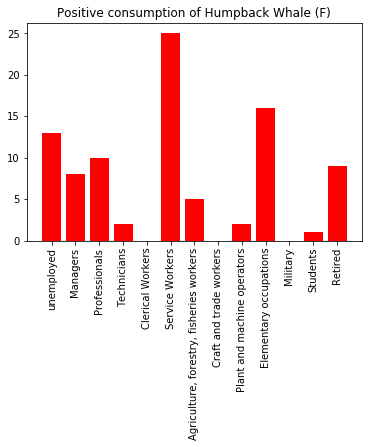 Positive consumption of Humpback Whale (F)
25
20
15
10
5
0
unemployed
Managers
Professionals
Technicians
Clerical Workers
Service Workers
Agriculture, forestry, fisheries workers
Craft and trade workers
Plant and machine operators
Elementary occupations
Military
Students
Retired